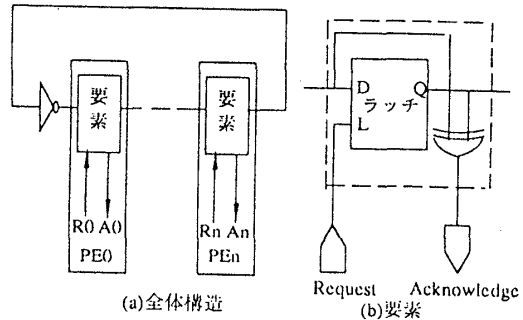 要素
R0 A0
PE0
要素
Rn An
PEn
(a)全体構造
D Q
ラッチ
L
Request Acknowledge
(b)要素